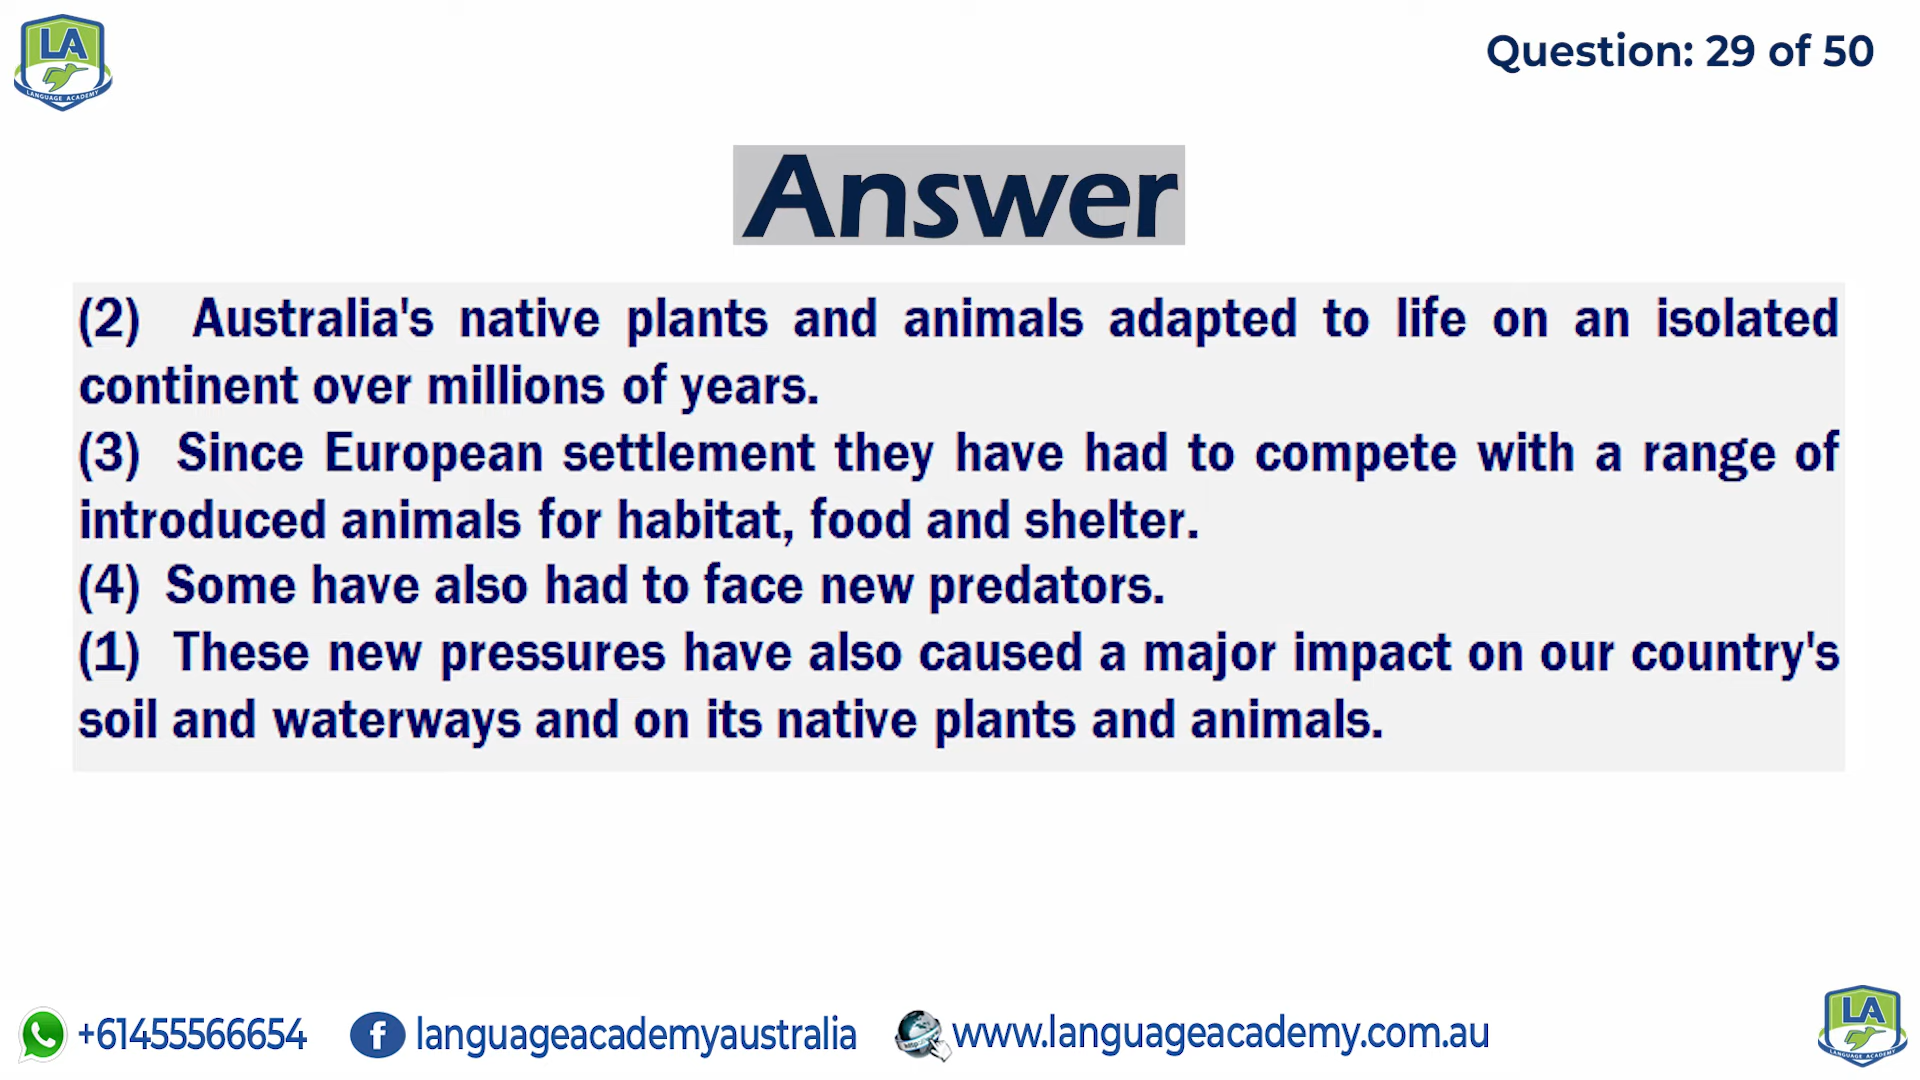 LA
LANGUAGE ACADEMY
Question: 29 of 50
Answer
(2) Australia's native plants and animals adapted to life on an isolated
continent over millions of years.
(3) Since European settlement they have had to compete with a range of
introduced animals for habitat, food and shelter.
(4) Some have also had to face new predators.
(1) These new pressures have also caused a major impact on our country's
soil and waterways and on its native plants and animals.
+61455566654
f languageacademyaustralia
www.languageacademy.com.au
LA
LANGUAGE ACADEMY